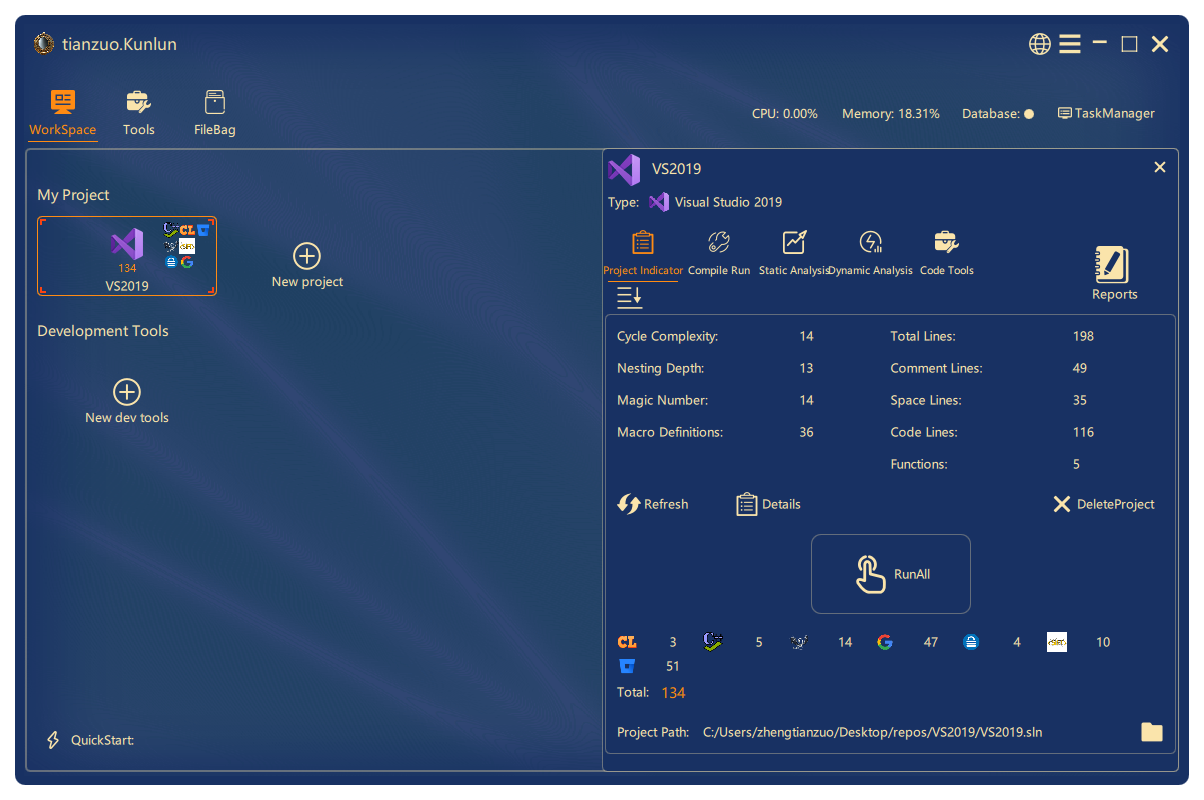 tianzuo.Kunlun
WorkSpace Tools FileBag
CPU: 0.00% Memory: 18.31% Database: TaskManager
My Project
134
VS2019
New project
Development Tools
New dev tools
QuickStart:
VS2019
Type: Visual Studio 2019
Project Indicator Compile Run Static Analysis Dynamic Analysis Code Tools
Reports
Cycle Complexity: 14 Total Lines: 198
Nesting Depth: 13 Comment Lines: 49
Magic Number: 14 Space Lines: 35
Macro Definitions: 36 Code Lines: 116
Functions: 5
Refresh Details DeleteProject
RunAll
CL 3 5 14 47 4 10
51
Total: 134
Project Path: C:/Users/zhengtianzuo/Desktop/repos/VS2019/VS2019.sln